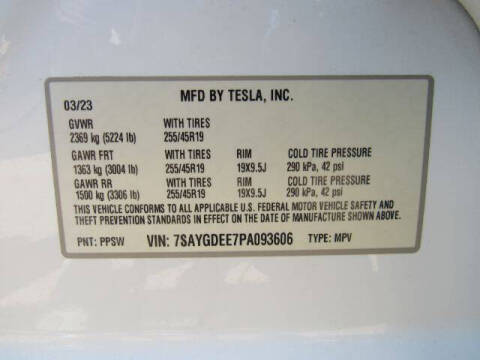 MFD BY TESLA, INC.
03/23
GVWR WITH TIRES
2369 kg (5224 lb) 255/45R19
GAWR FRT WITH TIRES RIM COLD TIRE PRESSURE
1363 kg (3004 lb) 255/45R19 19X9.5J 290 kPa, 42 psi
GAWR RR WITH TIRES RIM COLD TIRE PRESSURE
1500 kg (3306 lb) 255/45R19 19X9.5J 290 kPa, 42 psi
THIS VEHICLE CONFORMS TO ALL APPLICABLE U.S. FEDERAL MOTOR VEHICLE SAFETY AND
THEFT PREVENTION STANDARDS IN EFFECT ON THE DATE OF MANUFACTURE SHOWN ABOVE.
PNT: PPSW VIN: 7SAYGDEE7PA093606 TYPE: MPV